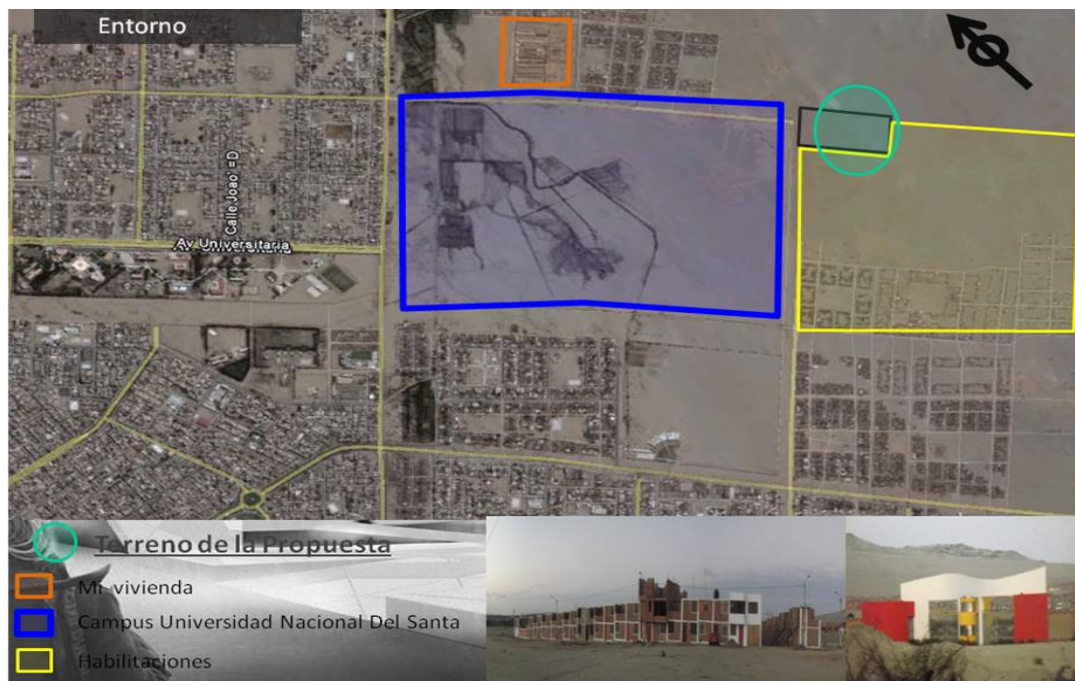 Entorno
Calle Joao' =D
Av Universitaria
Terreno de la Propuesta
Mi vivienda
Campus Universidad Nacional Del Santa
Habilitaciones